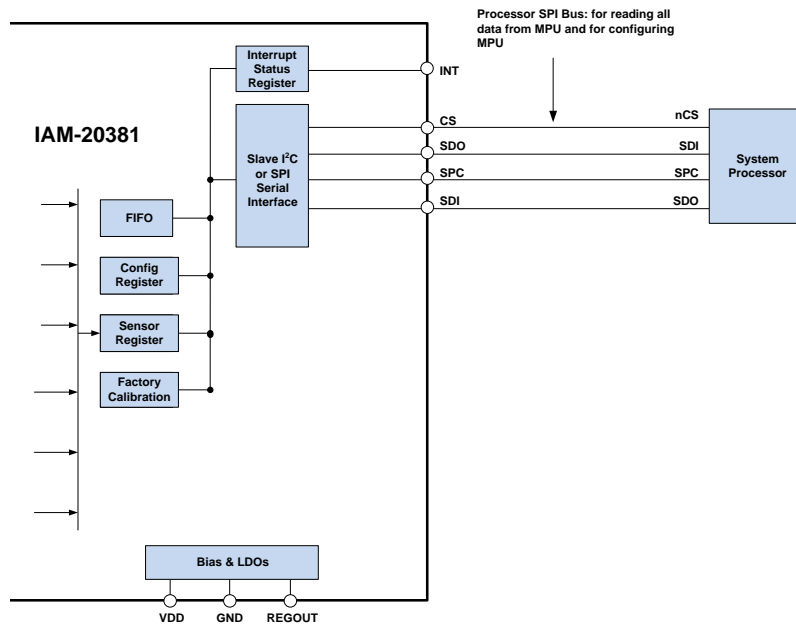 Processor SPI Bus: for reading all
data from MPU and for configuring
MPU
Interrupt
Status
Register
INT
IAM-20381
CS
nCS
Slave I²C
or SPI
Serial
Interface
SDO
SDI
SPC
SPC
SDI
SDO
System
Processor
FIFO
Config
Register
Sensor
Register
Factory
Calibration
Bias & LDOs
VDD
GND
REGOUT